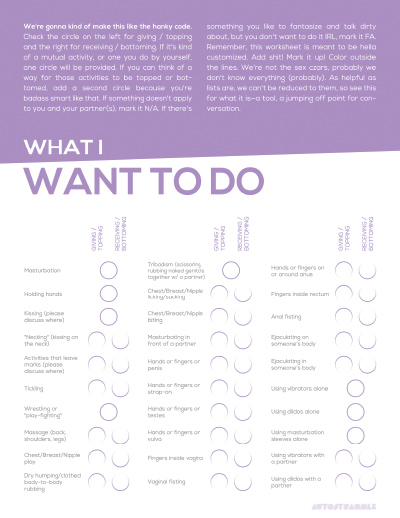 We're gonna kind of make this like the hanky code.
Check the circle on the left for giving / topping
and the right for receiving / bottoming. If it's kind
of a mutual activity, or one you do by yourself,
one circle will be provided. If you can think of a
way for those activities to be topped or bot-
tomed, add a second circle because you're
badass smart like that. If something doesn't apply
to you and your partner(s), mark it N/A. If there's
something you like to fantasize and talk dirty
about, but you don't want to do it IRL, mark it FA.
Remember, this worksheet is meant to be hella
customized. Add shit! Mark it up! Color outside
the lines. We're not the sex czars, probably we
don't know everything (probably). As helpful as
lists are, we can't be reduced to them, so see this
for what it is–a tool, a jumping off point for con-
versation.
WHAT I
WANT TO DO
GIVING /
TOPPING
RECEIVING /
BOTTOMING
Masturbation
Holding hands
Kissing (please
discuss where)
"Necking" (kissing on
the neck)
Activities that leave
marks (please
discuss where)
Tickling
Wrestling or
"play-fighting"
Massage (back,
shoulders, legs)
Chest/Breast/Nipple
play
Dry humping/clothed
body-to-body
rubbing
GIVING /
TOPPING
RECEIVING /
BOTTOMING
Tribadism (scissoring,
rubbing naked genitals
together w/ a partner)
Chest/Breast/Nipple
licking/sucking
Chest/Breast/Nipple
biting
Masturbating in
front of a partner
Hands or fingers on
penis
Hands or fingers on
strap-on
Hands or fingers on
testes
Hands or fingers on
vulva
Fingers inside vagina
Vaginal fisting
GIVING /
TOPPING
RECEIVING /
BOTTOMING
Hands or fingers on
or around anus
Fingers inside rectum
Anal fisting
Ejaculating on
someone's body
Ejaculating in
someone's body
Using vibrators alone
Using dildos alone
Using masturbation
sleeves alone
Using vibrators with
a partner
Using dildos with a
partner
AUTOSTRADDLE